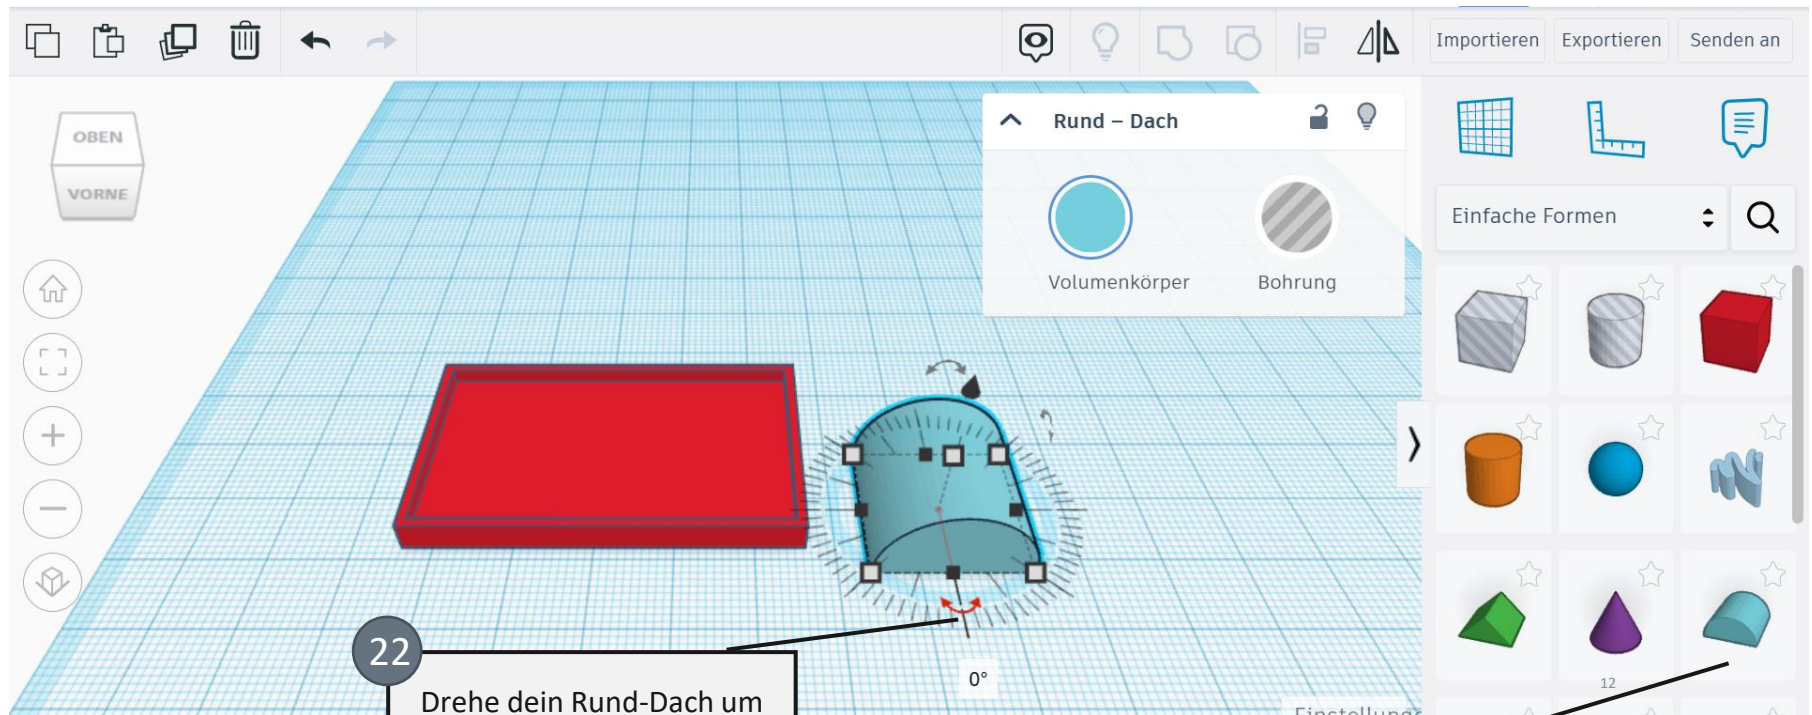 Importieren
Exportieren
Senden an
OBEN
VORNE
Rund – Dach
Volumenkörper
Bohrung
Einfache Formen
22
Drehe dein Rund-Dach um
0°
12